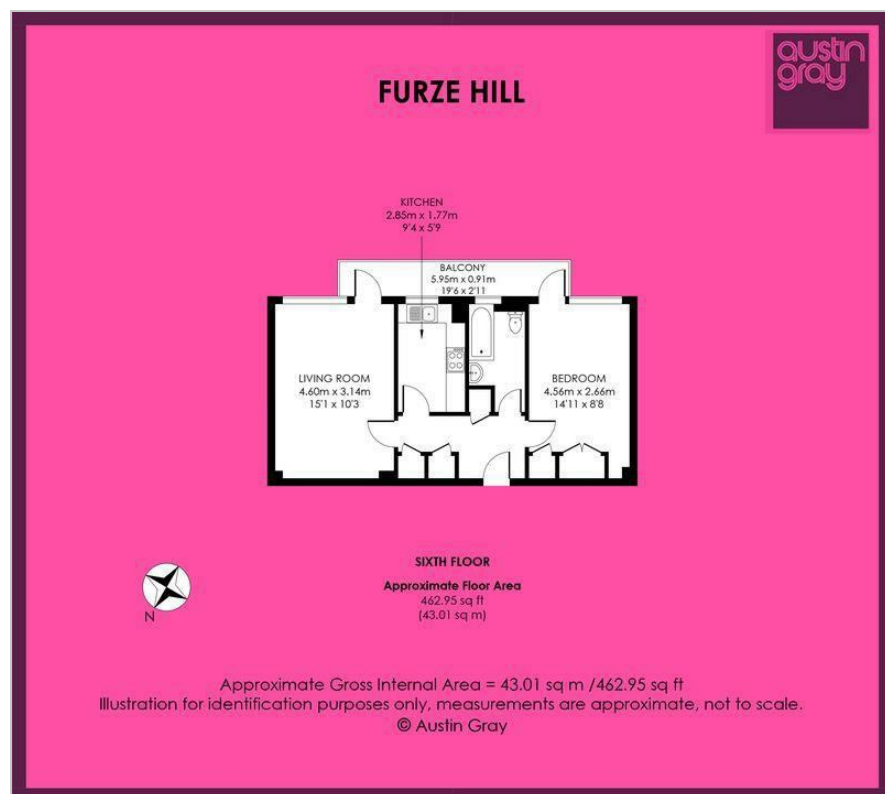 austin
gray
FURZE HILL
KITCHEN
2.85m x 1.77m
9'4 x 5'9
BALCONY
5.95m x 0.91m
19'6 x 2'11
LIVING ROOM
4.60m x 3.14m
15'1 x 10'3
BEDROOM
4.56m x 2.66m
14'11 x 8'8
N
SIXTH FLOOR
Approximate Floor Area
462.95 sq ft
(43.01 sq m)
Approximate Gross Internal Area = 43.01 sq m /462.95 sq ft
Illustration for identification purposes only, measurements are approximate, not to scale.
© Austin Gray